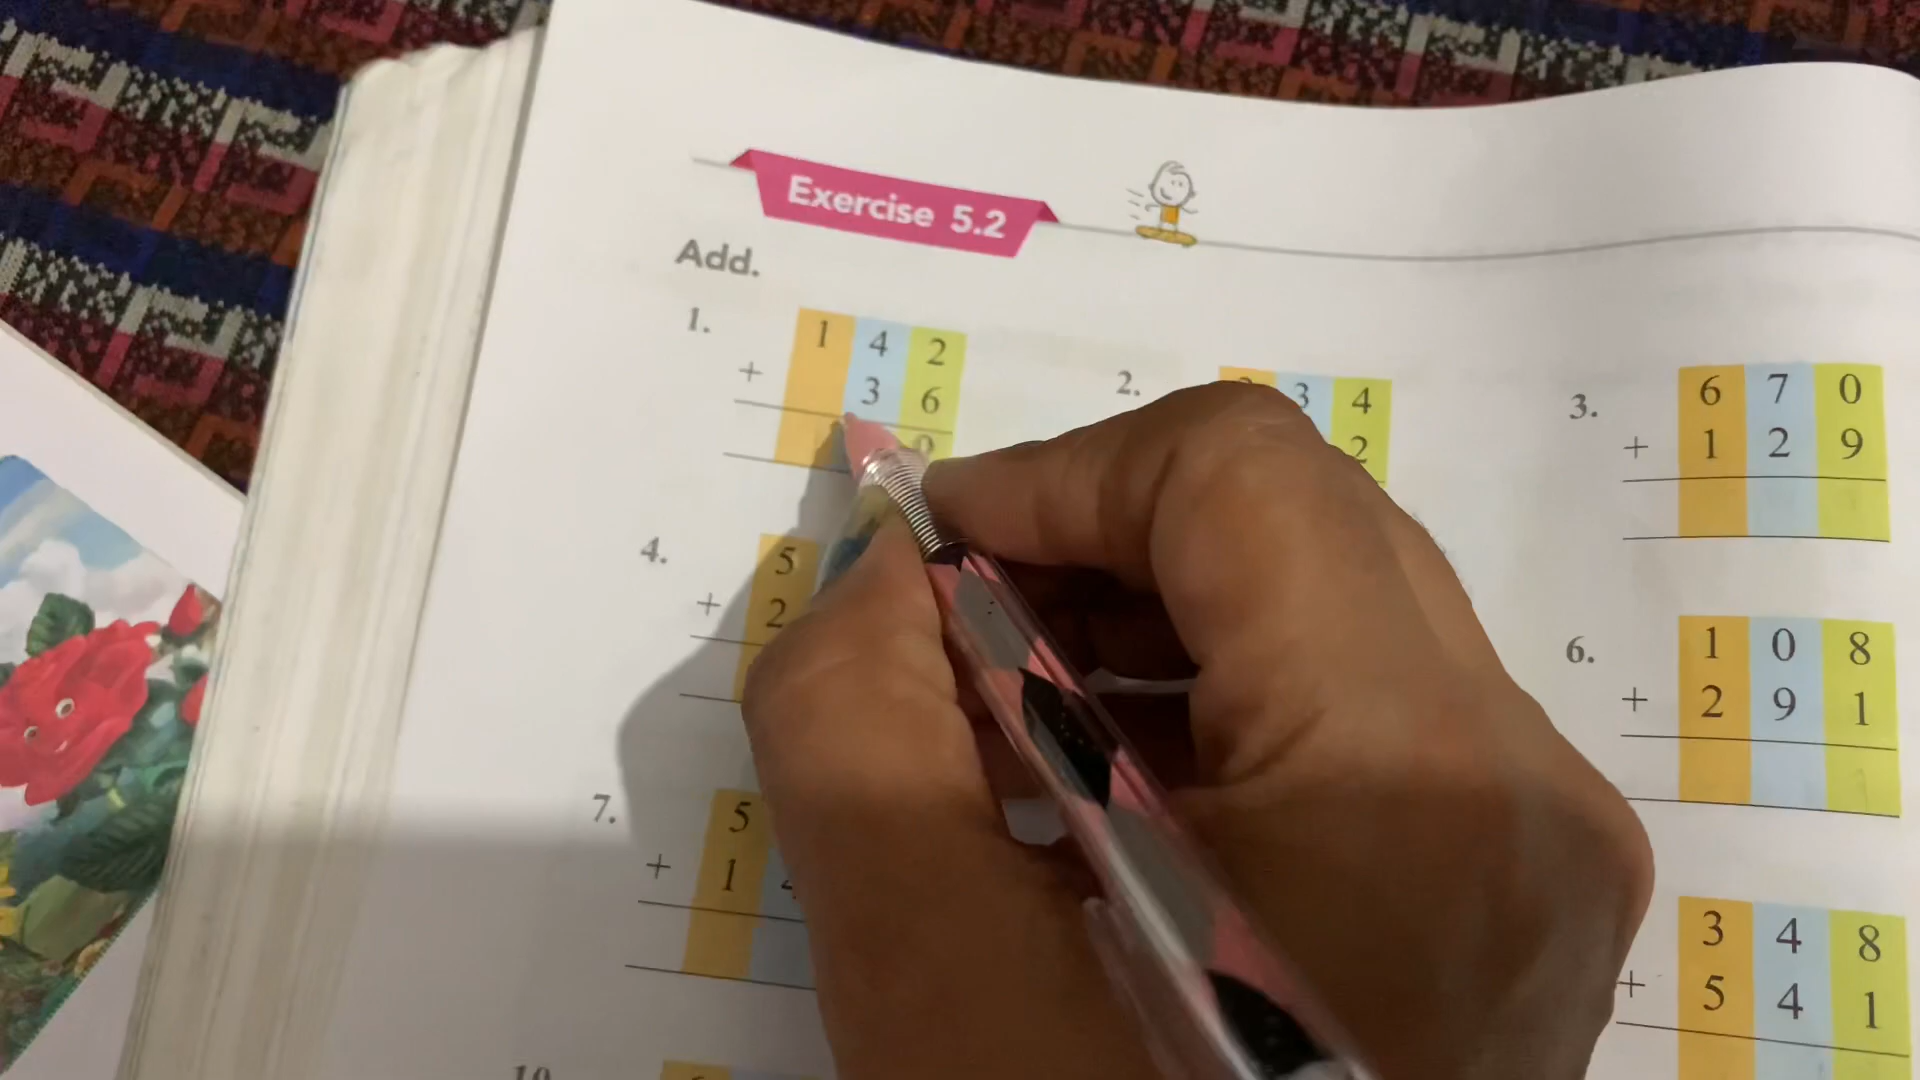 Exercise 5.2
Add.
1.
1 4 2
+ 3 6
2.
3 4
2
3.
6 7 0
+ 1 2 9
4.
5
+ 2
6.
1 0 8
+ 2 9 1
7.
5
+ 1
3 4 8
+ 5 4 1
10